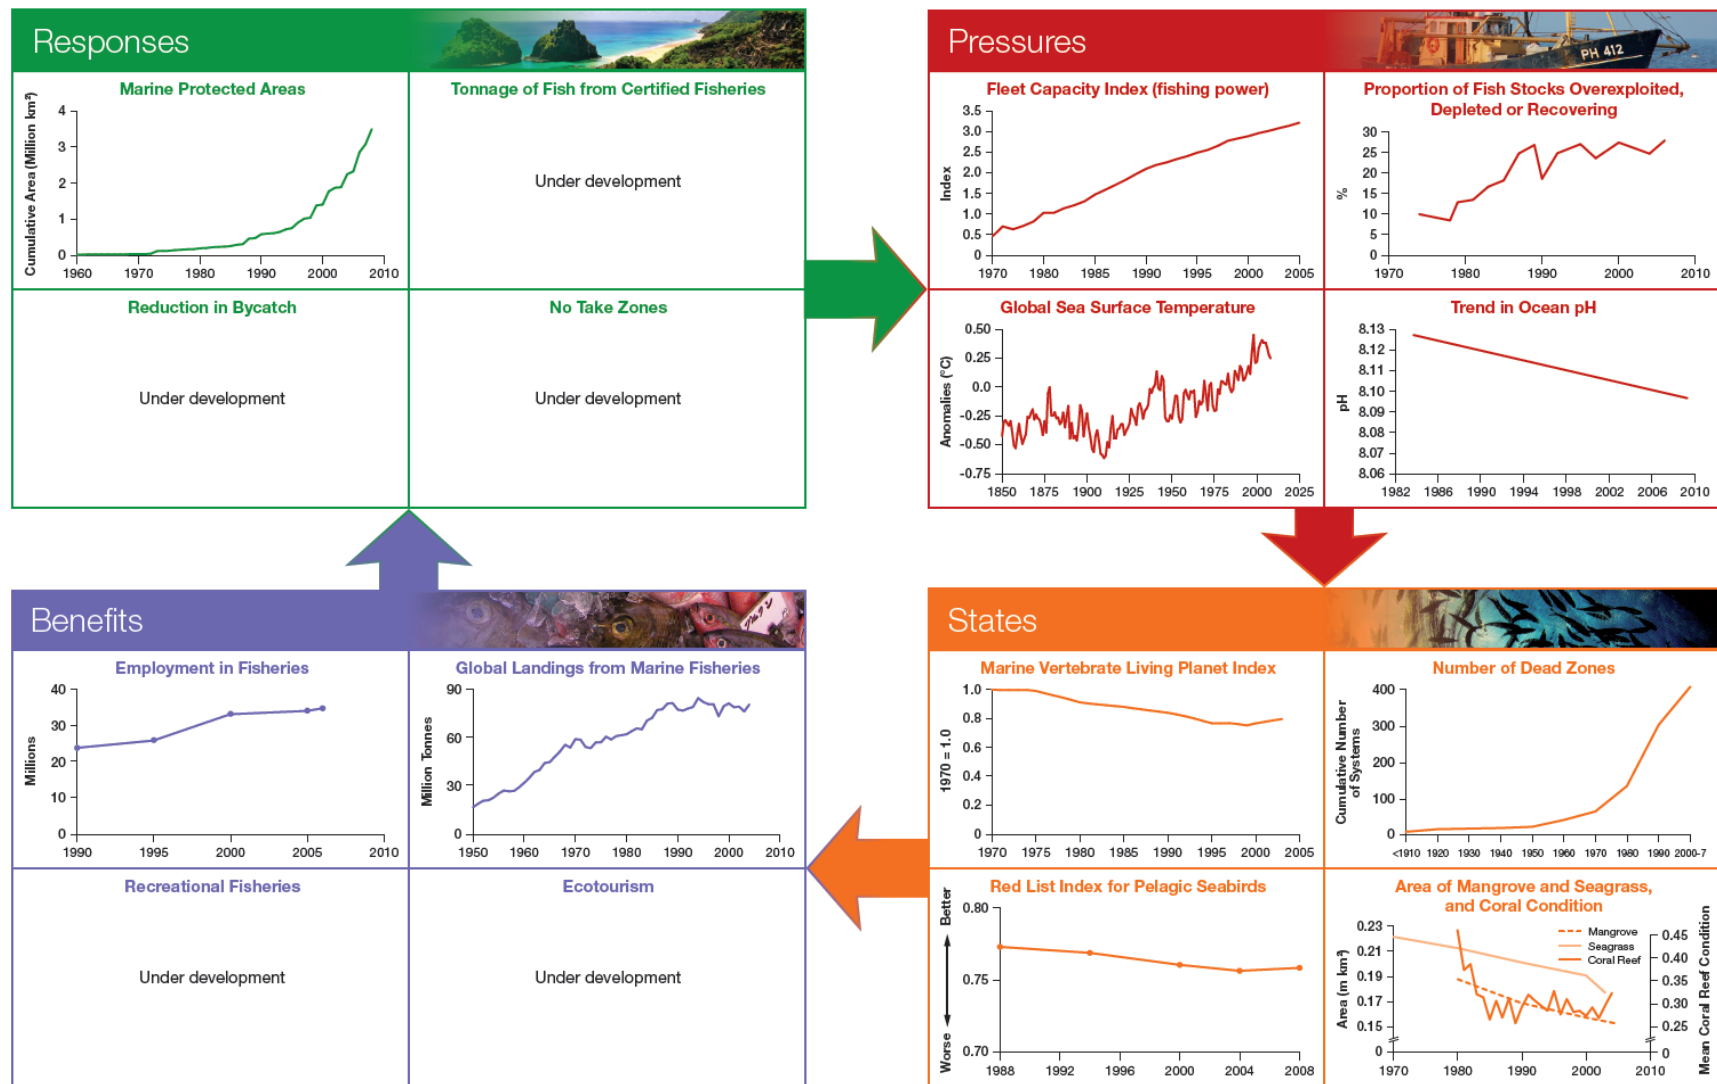 Responses
Marine Protected Areas
Cumulative Area (Million km²)
4
3
2
1
0
1960 1970 1980 1990 2000 2010
Tonnage of Fish from Certified Fisheries
Under development
Reduction in Bycatch
Under development
No Take Zones
Under development
Pressures
PH 412
Fleet Capacity Index (fishing power)
Index
3.5
3.0
2.5
2.0
1.5
1.0
0.5
0
1970 1980 1985 1990 1995 2000 2005
Proportion of Fish Stocks Overexploited,
Depleted or Recovering
%
30
25
20
15
10
5
0
1970 1980 1990 2000 2010
Global Sea Surface Temperature
Anomalies (°C)
0.50
0.25
0.0
-0.25
-0.50
-0.75
1850 1875 1900 1925 1950 1975 2000 2025
Trend in Ocean pH
pH
8.13
8.12
8.11
8.10
8.09
8.08
8.07
8.06
1982 1986 1990 1994 1998 2002 2006 2010
Benefits
Employment in Fisheries
Millions
40
30
20
10
0
1990 1995 2000 2005 2010
Global Landings from Marine Fisheries
Million Tonnes
90
60
30
0
1950 1960 1970 1980 1990 2000 2010
Recreational Fisheries
Under development
Ecotourism
Under development
States
Marine Vertebrate Living Planet Index
1970 = 1.0
1.0
0.8
0.6
0.4
0.2
0
1970 1975 1980 1985 1990 1995 2000 2005
Number of Dead Zones
Cumulative Number
of Systems
400
300
200
100
0
<1910 1920 1930 1940 1950 1960 1970 1980 1990 2000-7
Red List Index for Pelagic Seabirds
Better
Worse
0.80
0.75
0.70
1988 1992 1996 2000 2004 2008
Area of Mangrove and Seagrass,
and Coral Condition
Area (m km²)
0.23
0.21
0.19
0.17
0.15
0
Mangrove
Seagrass
Coral Reef
0.45
0.40
0.35
0.30
0.25
0
Mean Coral Reef Condition
1970 1980 1990 2000 2010